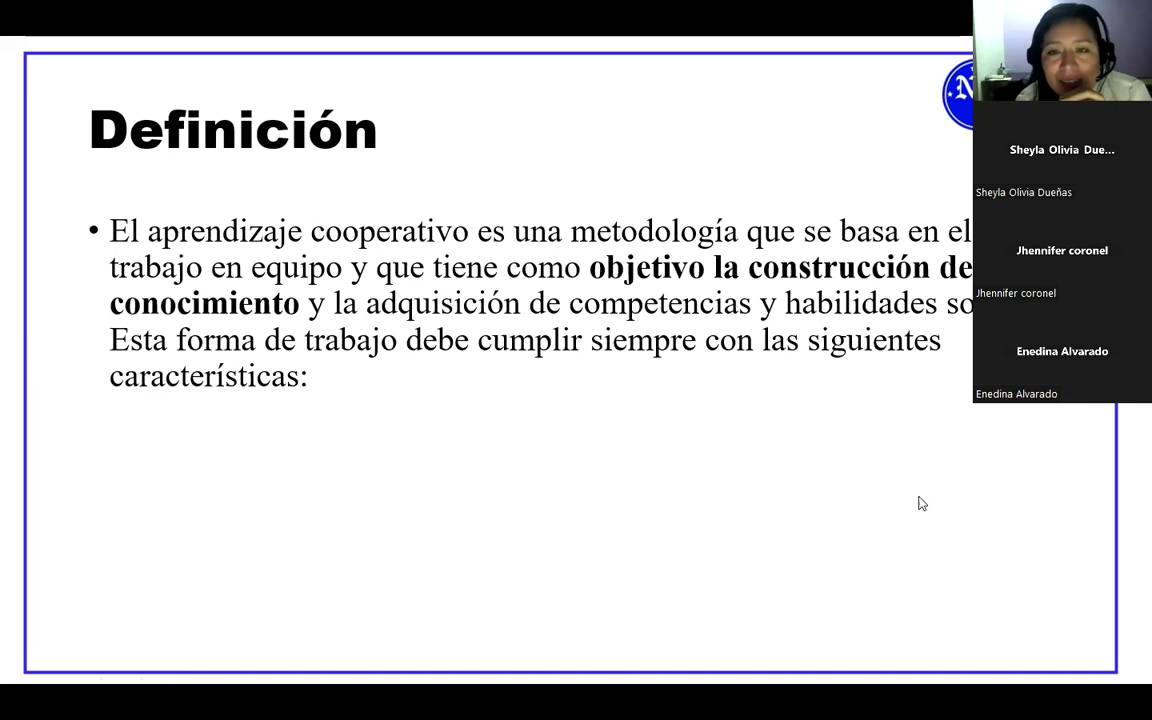 Definición
• El aprendizaje cooperativo es una metodología que se basa en el
trabajo en equipo y que tiene como objetivo la construcción de
conocimiento y la adquisición de competencias y habilidades so
Esta forma de trabajo debe cumplir siempre con las siguientes
características:
Sheyla Olivia Due...
Sheyla Olivia Dueñas
Jhennifer coronel
Jhennifer coronel
Enedina Alvarado
Enedina Alvarado